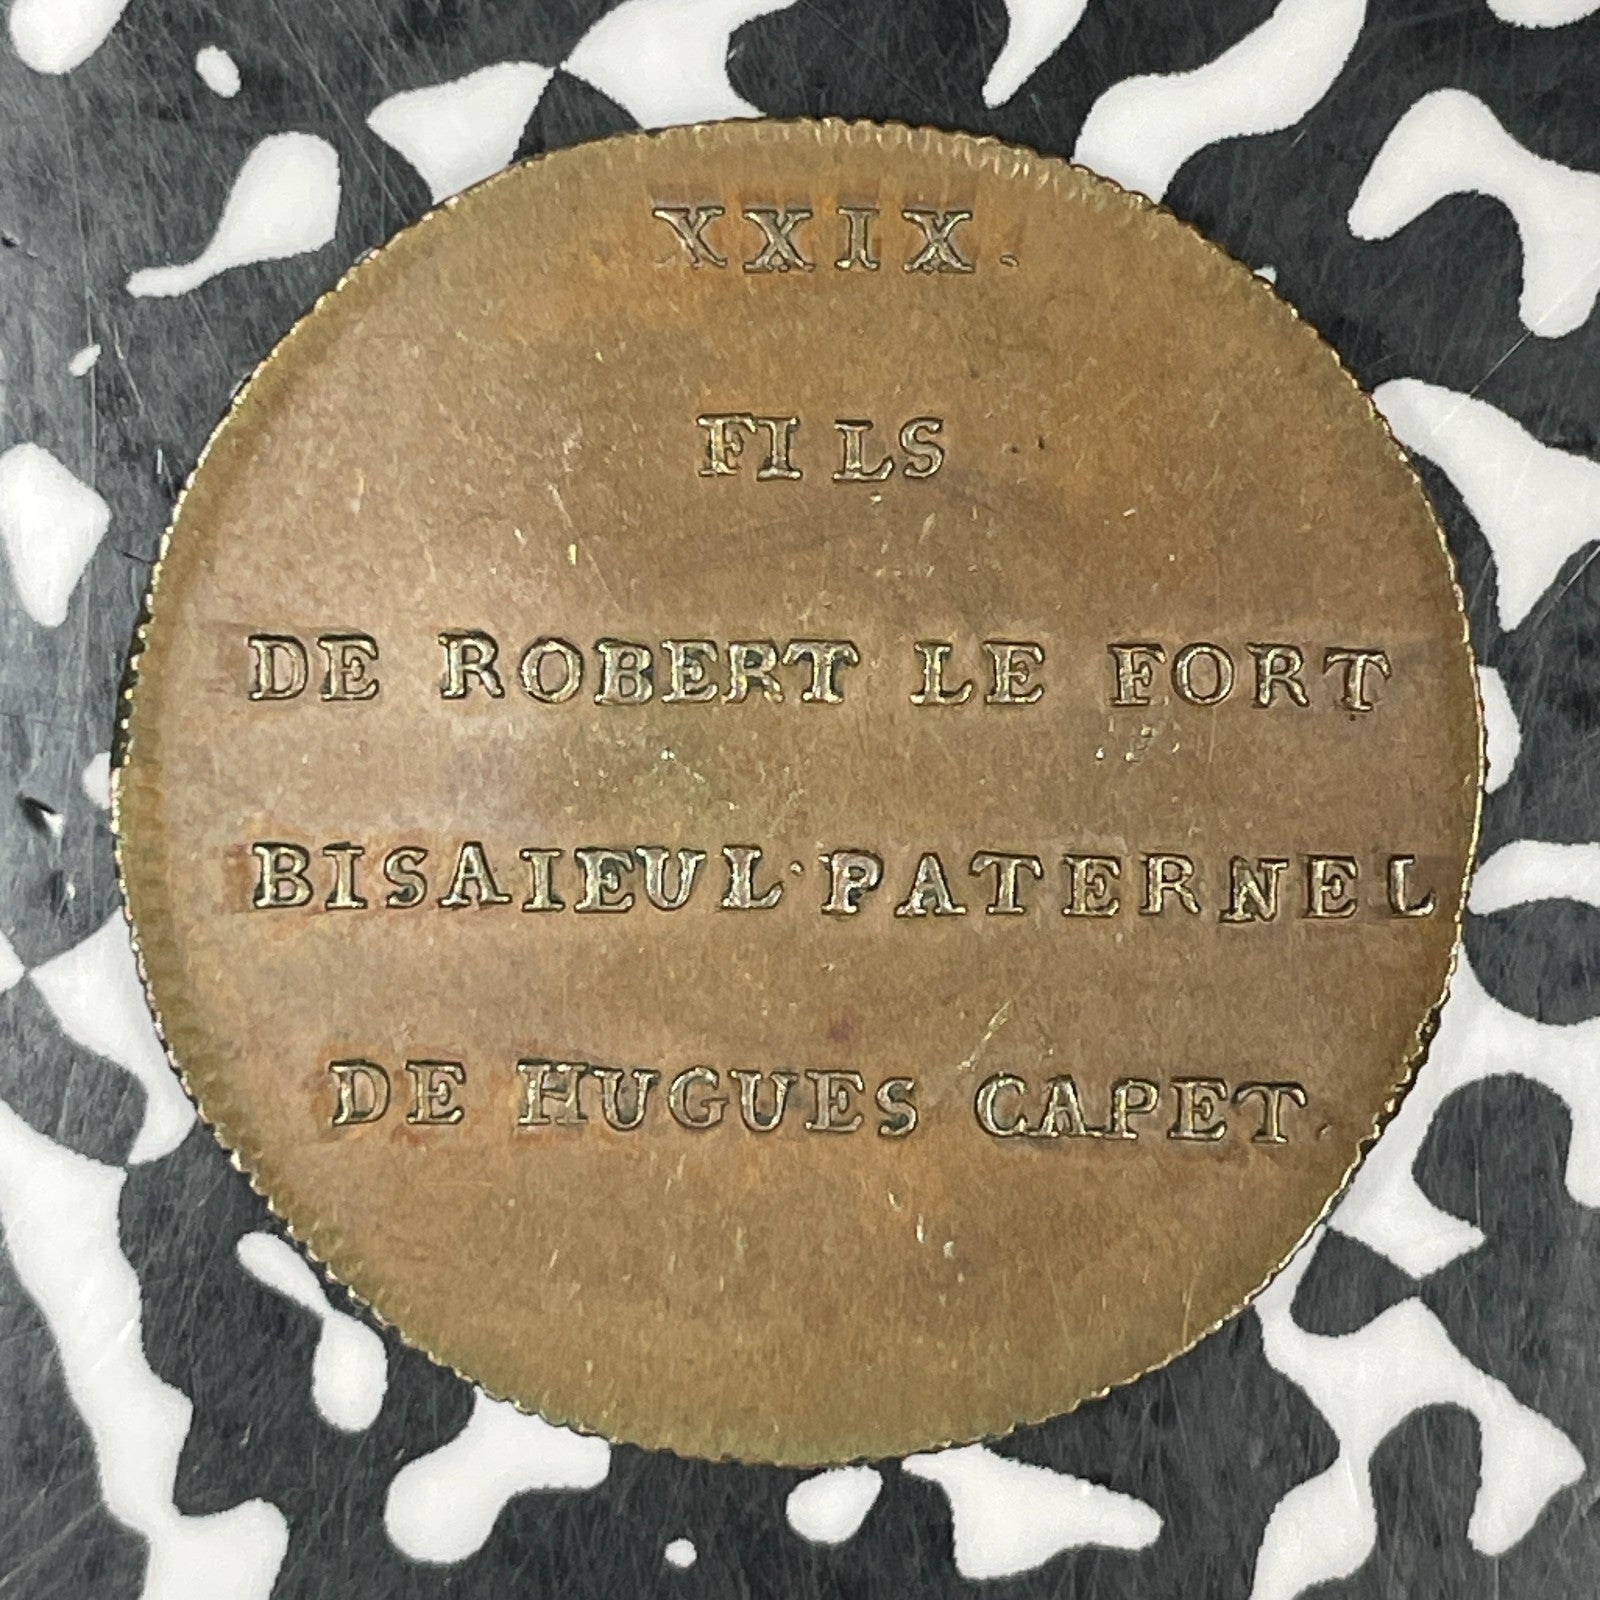 XXIX.
FILS
DE ROBERT LE FORT
BISAIEUL PATERNEL
DE HUGUES CAPET.